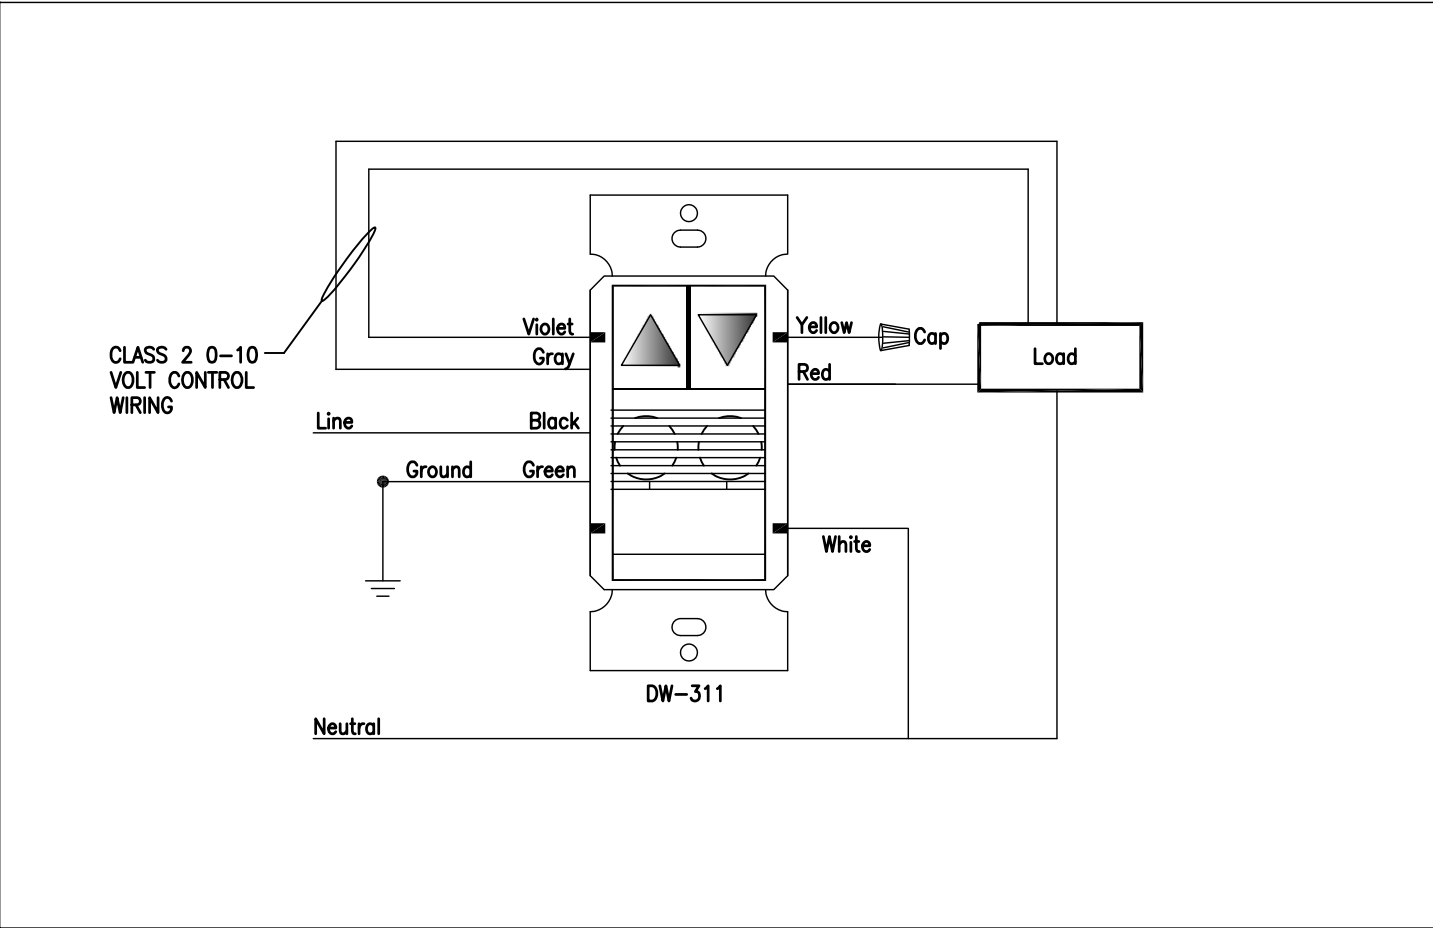 Violet
Yellow
Cap
CLASS 2 0-10
VOLT CONTROL
WIRING
Gray
Load
Red
Line
Black
Ground
Green
White
DW-311
Neutral